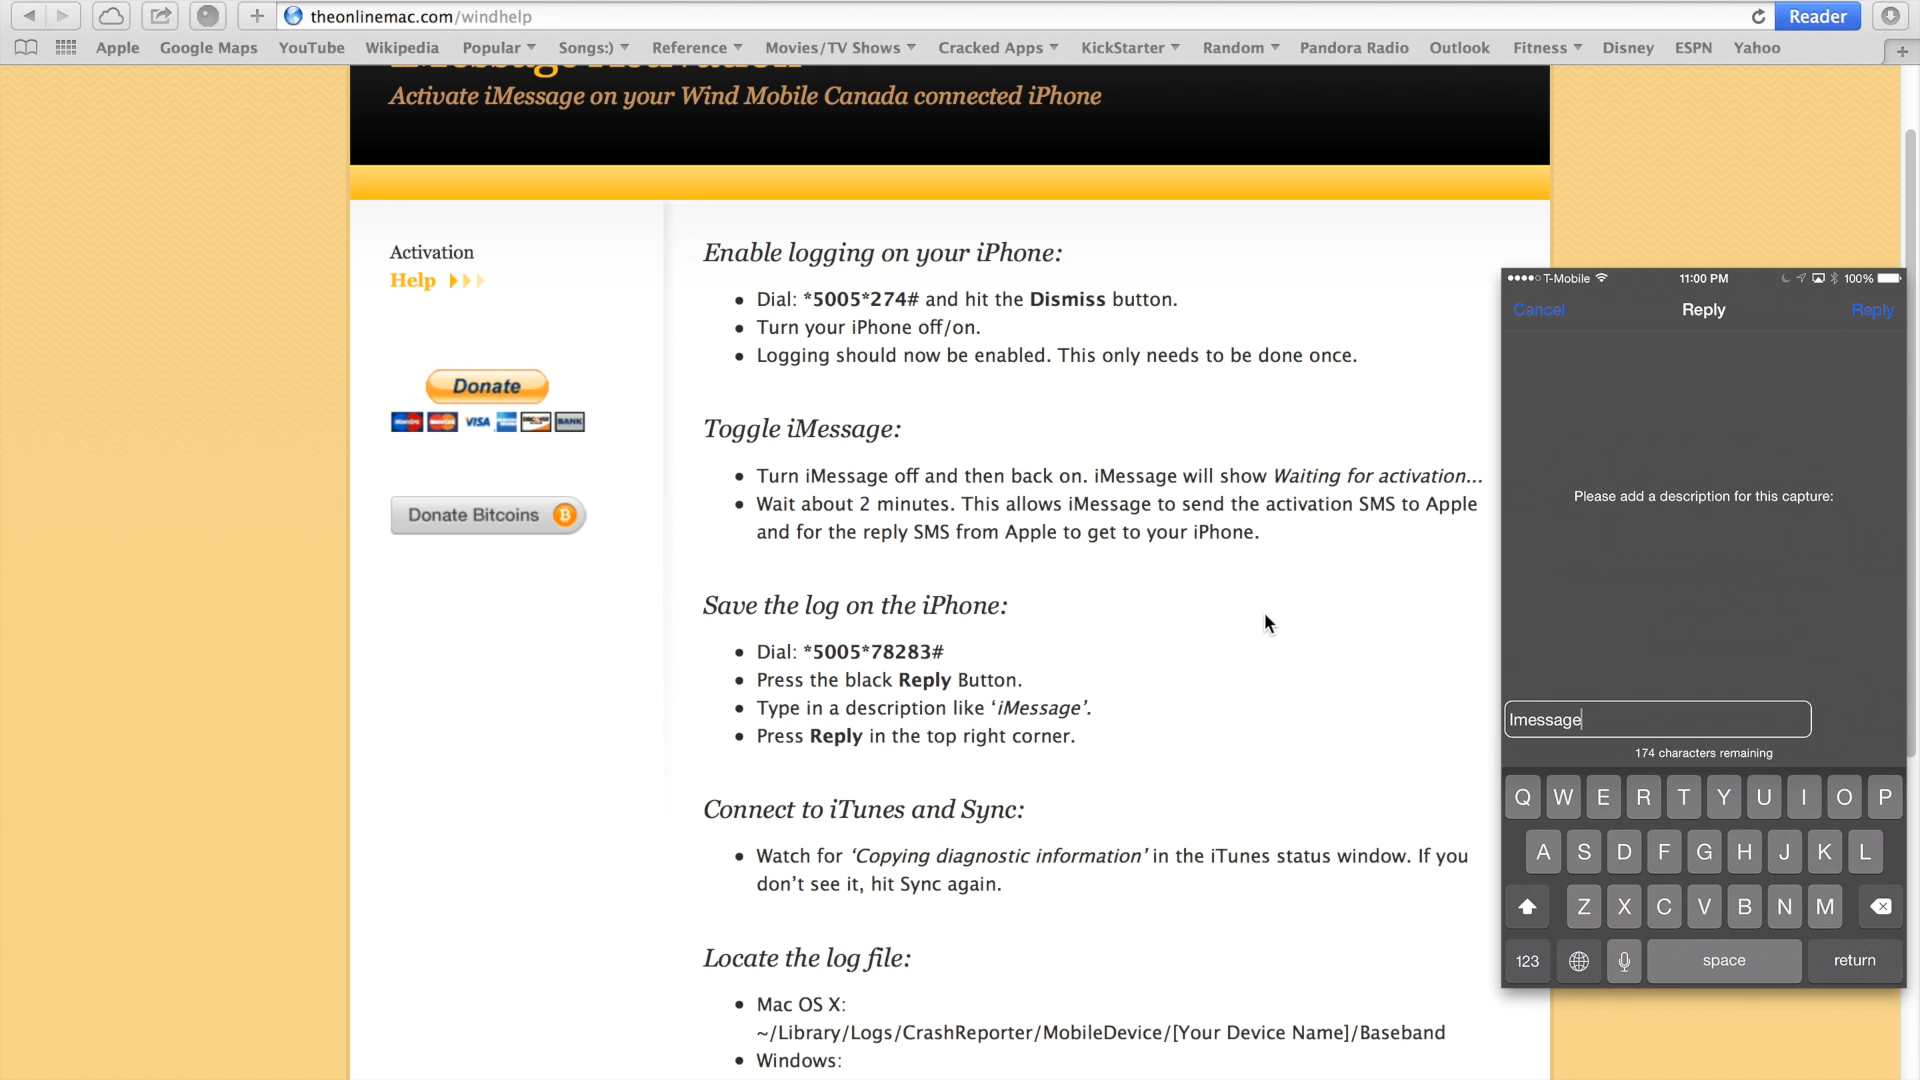 theonlinemac.com/windhelp
Reader
Apple Google Maps YouTube Wikipedia Popular Songs:) Reference Movies/TV Shows Cracked Apps KickStarter Random Pandora Radio Outlook Fitness Disney ESPN Yahoo
iMessage Activation
Activate iMessage on your Wind Mobile Canada connected iPhone
Activation
Help
Donate
VISA
BANK
Donate Bitcoins
Enable logging on your iPhone:
• Dial: *5005*274# and hit the Dismiss button.
• Turn your iPhone off/on.
• Logging should now be enabled. This only needs to be done once.
Toggle iMessage:
• Turn iMessage off and then back on. iMessage will show Waiting for activation...
• Wait about 2 minutes. This allows iMessage to send the activation SMS to Apple
and for the reply SMS from Apple to get to your iPhone.
Save the log on the iPhone:
• Dial: *5005*78283#
• Press the black Reply Button.
• Type in a description like ‘iMessage’.
• Press Reply in the top right corner.
Connect to iTunes and Sync:
• Watch for ‘Copying diagnostic information’ in the iTunes status window. If you
don’t see it, hit Sync again.
Locate the log file:
• Mac OS X:
~/Library/Logs/CrashReporter/MobileDevice/[Your Device Name]/Baseband
• Windows:
T-Mobile 11:00 PM 100%
Cancel Reply Reply
Please add a description for this capture:
Imessage
174 characters remaining
Q W E R T Y U I O P
A S D F G H J K L
Z X C V B N M
123 space return